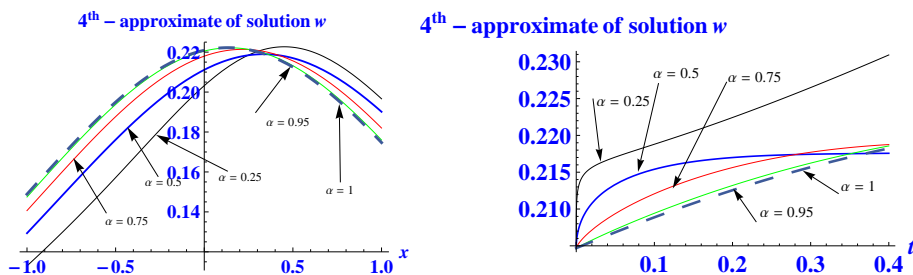 4th – approximate of solution w
0.22
0.20
0.18
0.14
α = 0.95
α = 0.25
α = 0.5
α = 1
α = 0.75
−1.0
−0.5
0.0
0.5
1.0
x
4th – approximate of solution w
0.230
0.225
0.220
0.215
0.210
α = 0.5
α = 0.75
α = 0.25
α = 1
α = 0.95
0.1
0.2
0.3
0.4
t